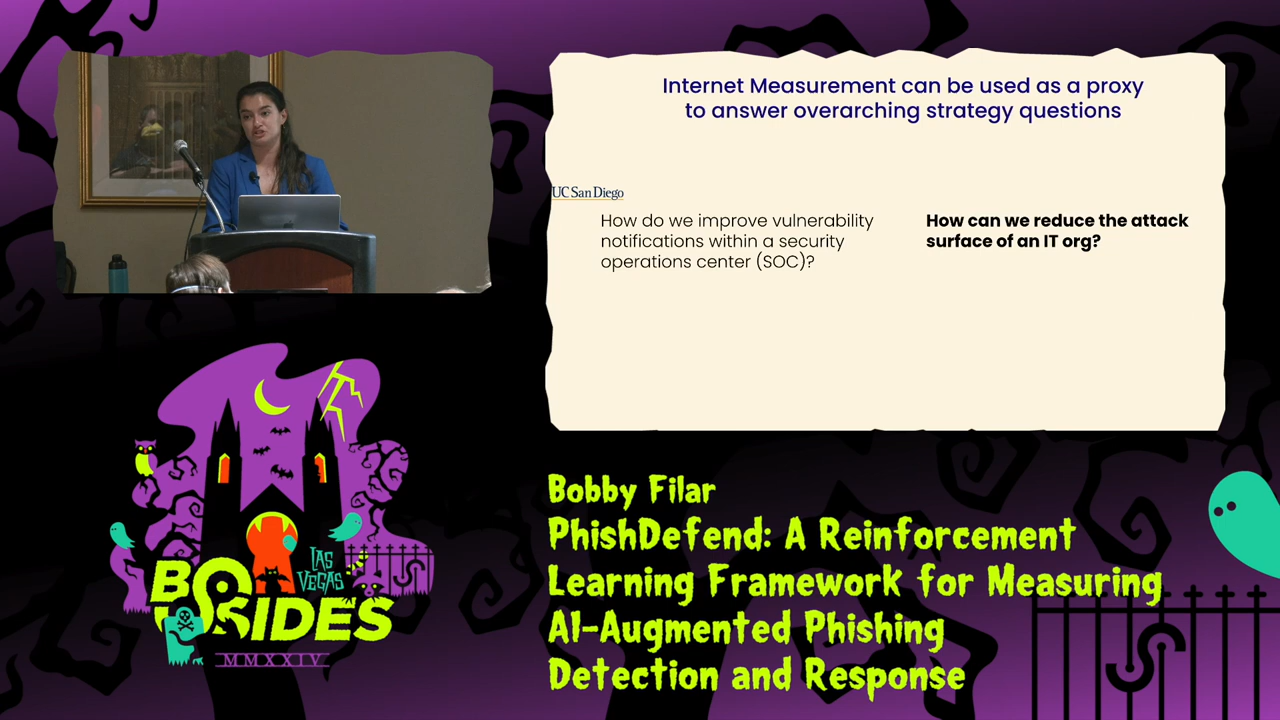 Internet Measurement can be used as a proxy
to answer overarching strategy questions
UC San Diego
How do we improve vulnerability
notifications within a security
operations center (SOC)?
How can we reduce the attack
surface of an IT org?
LAS
VEGAS
BSIDES
MMXXIV
Bobby Filar
PhishDefend: A Reinforcement
Learning Framework for Measuring
AI-Augmented Phishing
Detection and Response